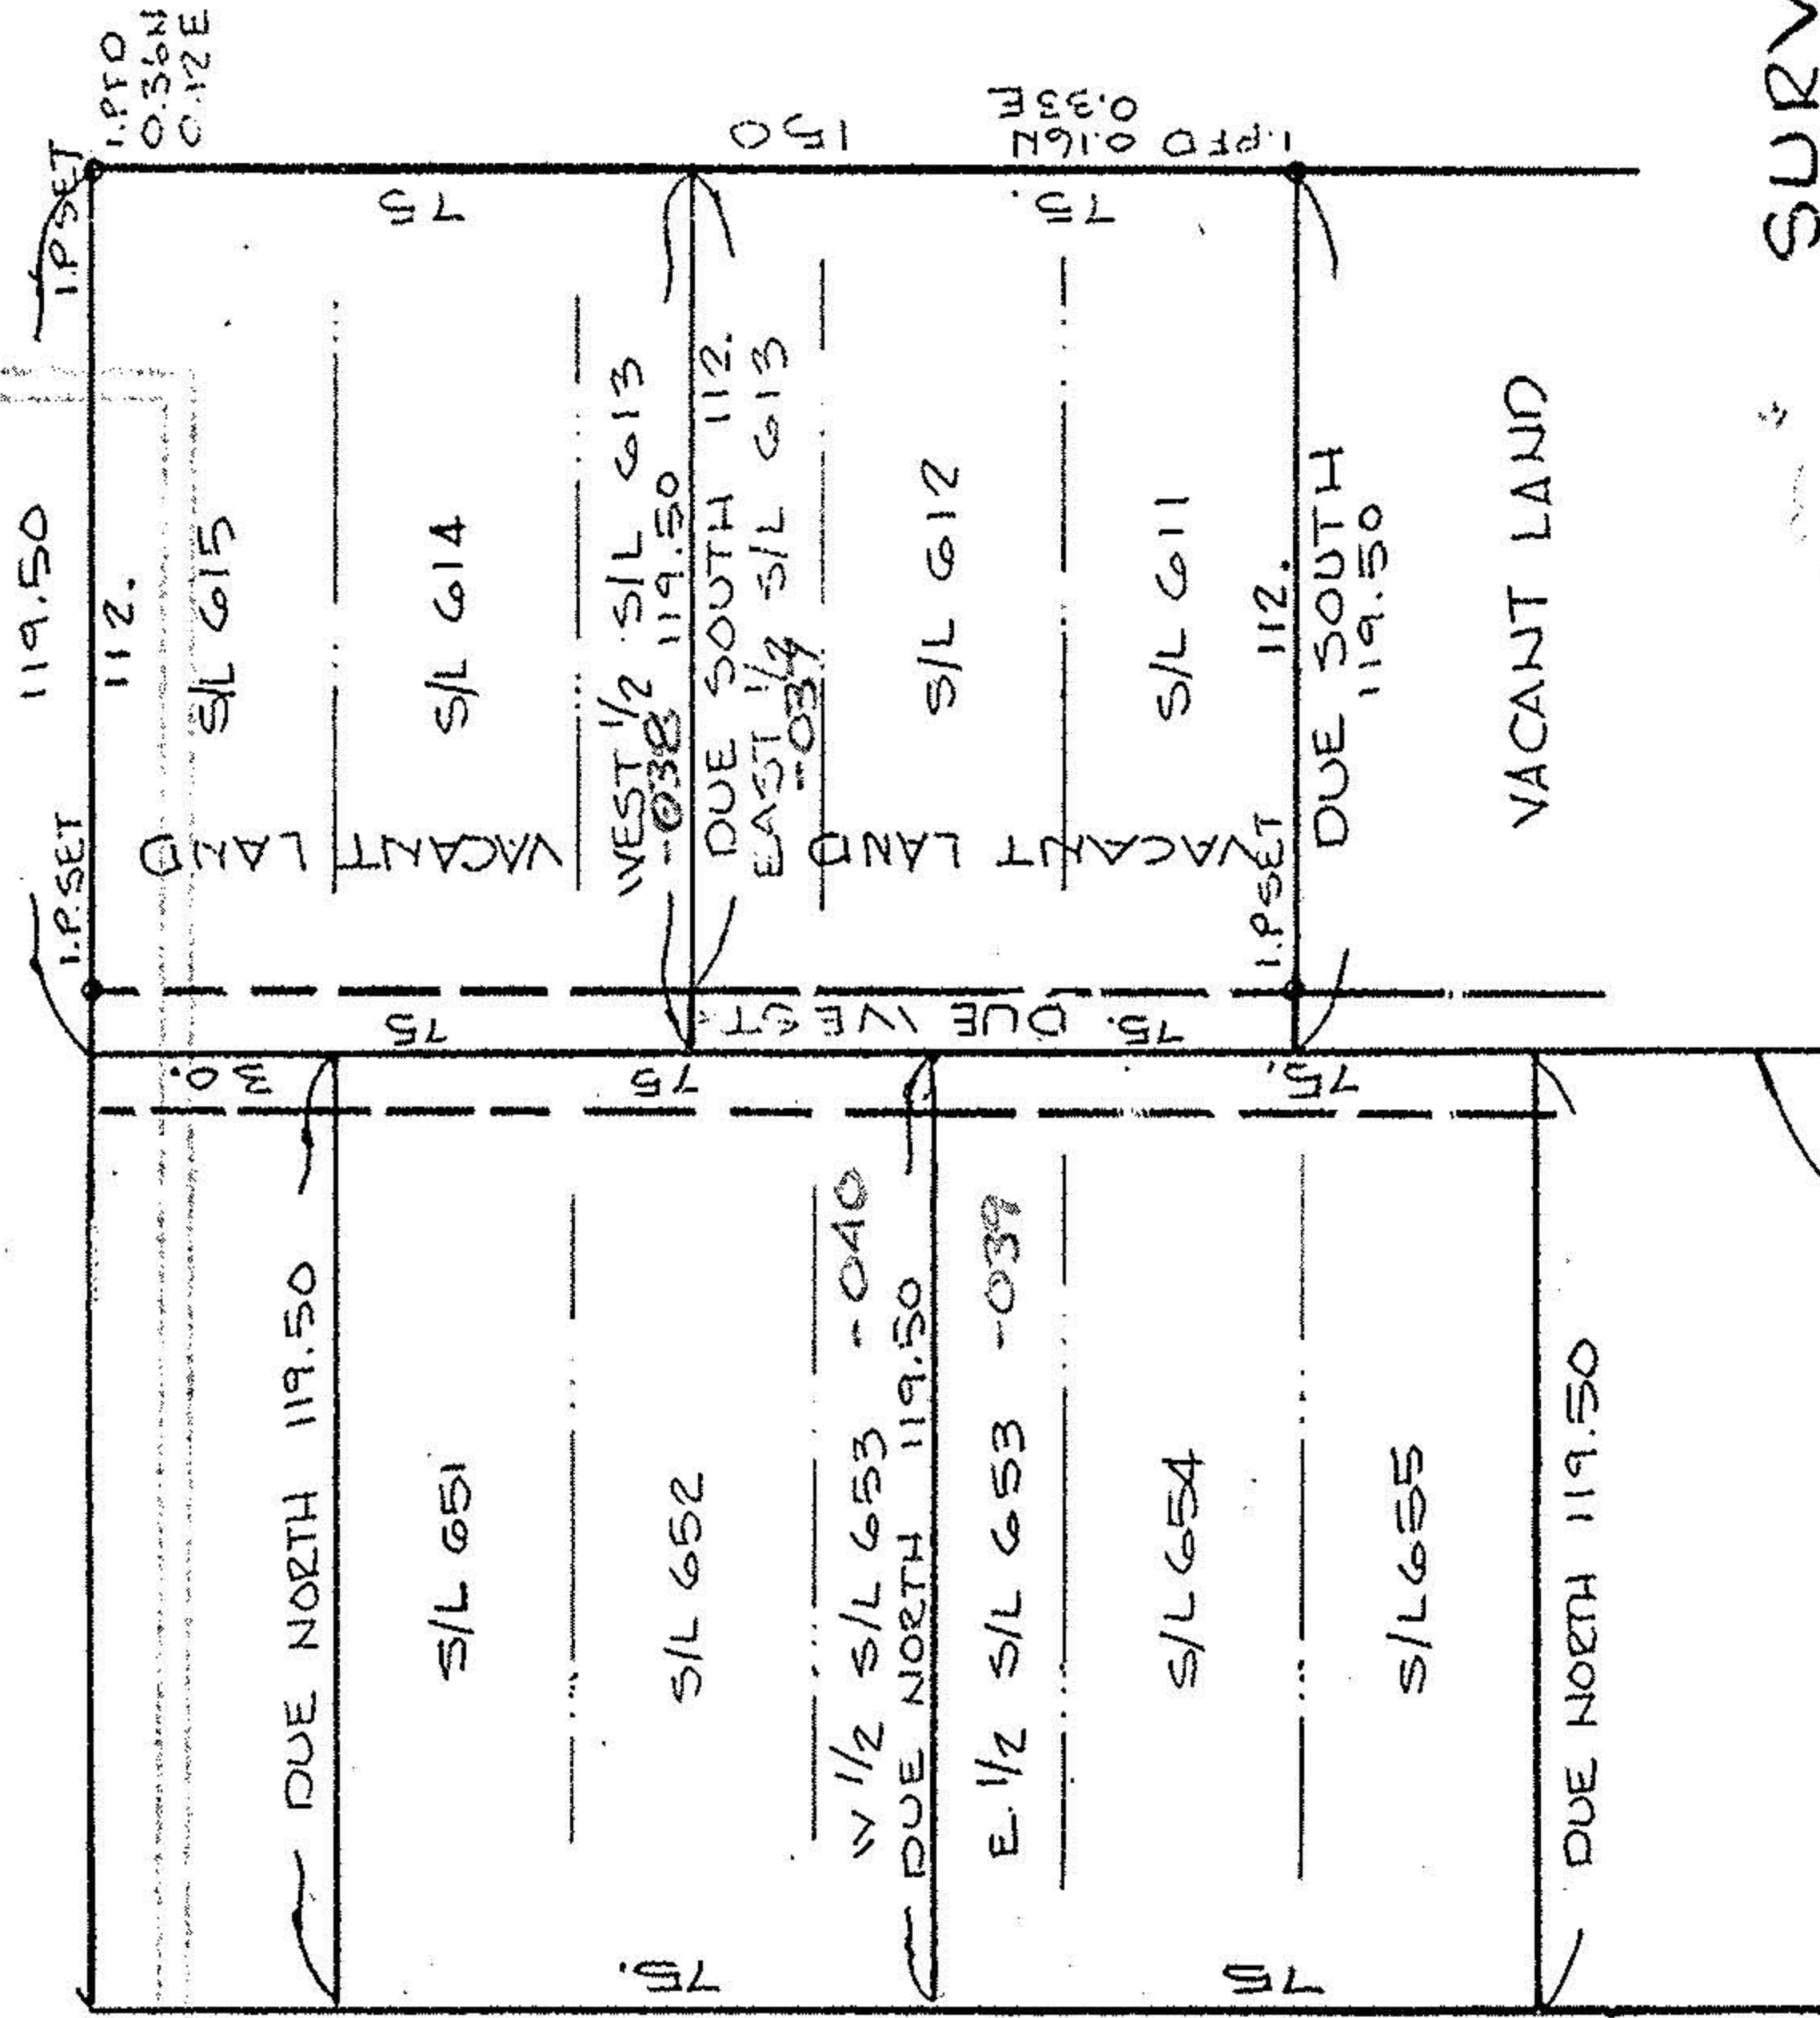 119.50
I.P.SET
I.P.SET
I.PFD
0.36N
0.12E
112.
S/L 615
75
S/L 614
VACANT LAND
75
WEST 1/2 S/L 613
-038 119.50
DUE SOUTH 112.
EAST 1/2 S/L 613
-037
150
S/L 612
S/L 611
VACANT LAND
75.
I.PFD 0.16N
0.33E
I.PSET 112.
DUE SOUTH
119.50
VACANT LAND
75. DUE WEST
30.
75
75.
DUE NORTH 119.50
S/L 651
S/L 652
W 1/2 S/L 653 -040
DUE NORTH 119.50
E. 1/2 S/L 653 -039
S/L 654
S/L 655
75.
75
DUE NORTH 119.50
SURV